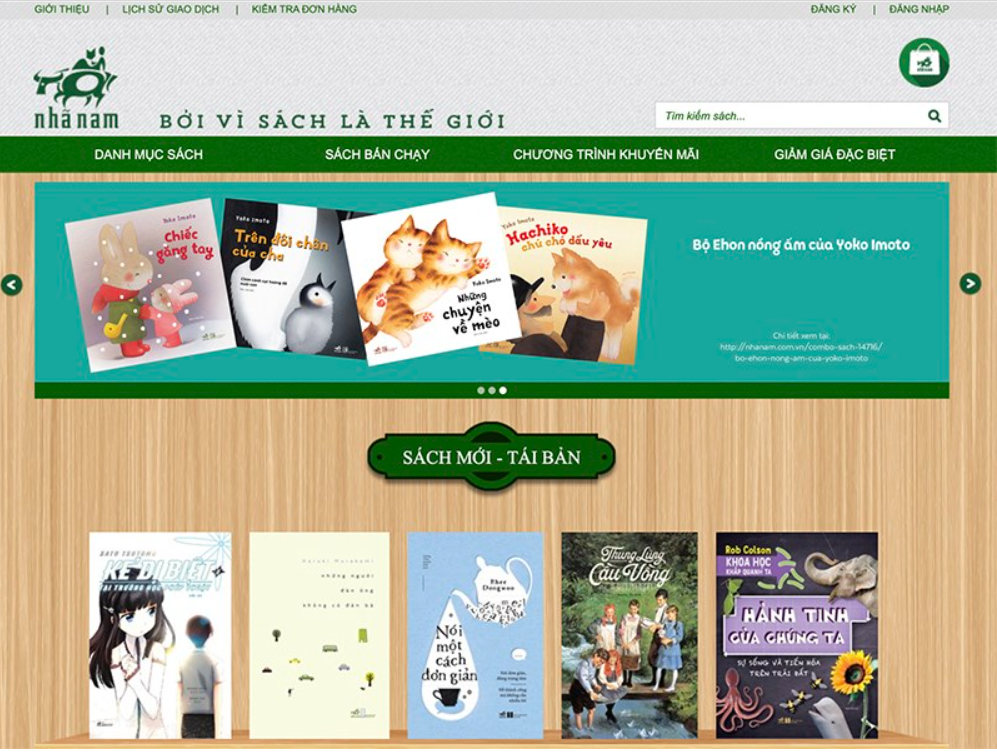 GIỚI THIỆU | LỊCH SỬ GIAO DỊCH | KIỂM TRA ĐƠN HÀNG
ĐĂNG KÝ | ĐĂNG NHẬP
nhã nam
BỞI VÌ SÁCH LÀ THẾ GIỚI
Tìm kiếm sách...
DANH MỤC SÁCH
SÁCH BÁN CHẠY
CHƯƠNG TRÌNH KHUYẾN MÃI
GIẢM GIÁ ĐẶC BIỆT
Yoko Imoto
Chiếc
găng tay
Yoko Imoto
Trên đôi chân
của cha
Yoko Imoto
Những
chuyện
về mèo
Yoko Imoto
Hachiko
chú chó dấu yêu
Bộ Ehon nồng ấm của Yoko Imoto
Chi tiết xem tại:
http://nhanam.com.vn/combo-sach-14716/
bo-ehon-nong-am-cua-yoko-imoto
SÁCH MỚI - TÁI BẢN
SATO TSUTOMU
KẺ DỊ BIỆT
TẠI TRƯỜNG HỌC PHÉP THUẬT
Haruki Murakami
những người
đàn ông
không có đàn bà
Rhee
Dongwoo
Nói
một
cách
đơn giản
Thung Lũng
Cầu Vồng
Rob Colson
KHOA HỌC
KHẮP QUANH TA
HÀNH TINH
CỦA CHÚNG TA
SỰ SỐNG VÀ TIẾN HÓA
TRÊN TRÁI ĐẤT